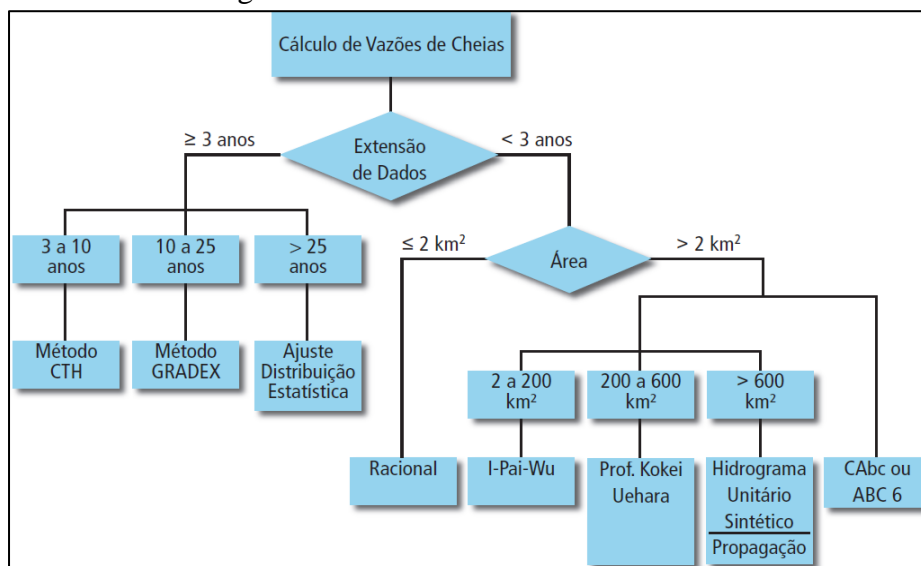 Cálculo de Vazões de Cheias
≥ 3 anos
Extensão
de Dados
< 3 anos
3 a 10
anos
10 a 25
anos
> 25
anos
≤ 2 km²
Área
> 2 km²
Método
CTH
Método
GRADEX
Ajuste
Distribuição
Estatística
2 a 200
km²
200 a 600
km²
> 600
km²
Racional
I-Pai-Wu
Prof. Kokei
Uehara
Hidrograma
Unitário
Sintético
Propagação
CAbc ou
ABC 6